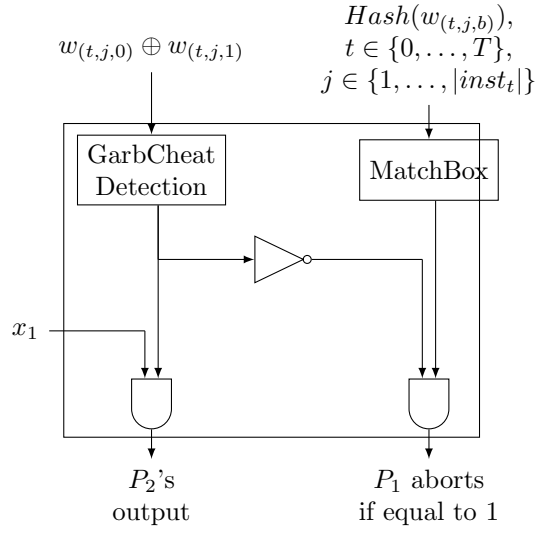 w_{(t,j,0)} ⊕ w_{(t,j,1)}
Hash(w_{(t,j,b)}),
t ∈ {0, . . . , T},
j ∈ {1, . . . , |inst_t|}
GarbCheat
Detection
MatchBox
x_1
P_2's
output
P_1 aborts
if equal to 1